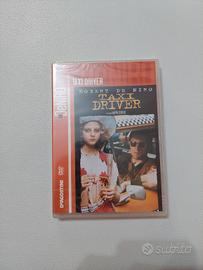 TAXI DRIVER
ROBERT DE NIRO
TAXI
DRIVER
DeAGOSTINI
DVD
subito